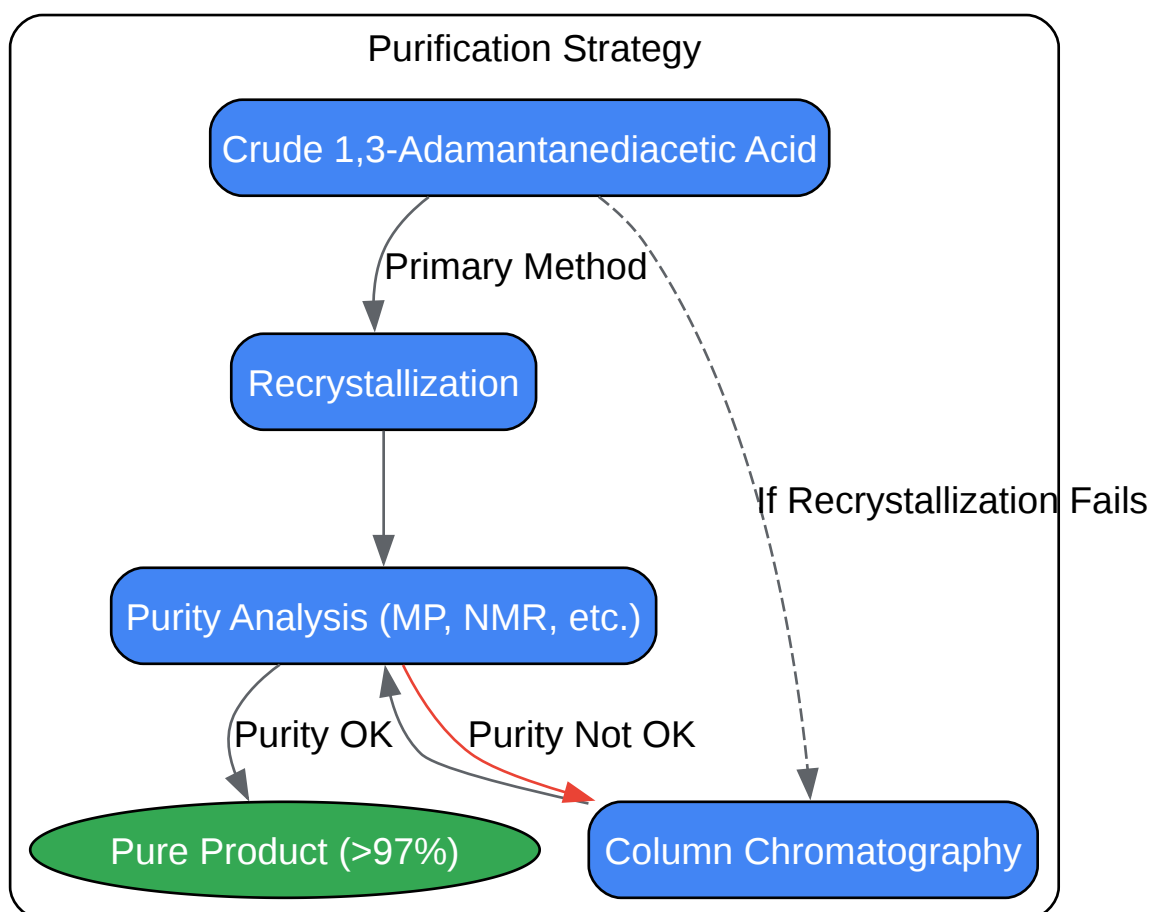 Purification Strategy
Crude 1,3-Adamantanediacetic Acid
Primary Method
Recrystallization
If Recrystallization Fails
Purity Analysis (MP, NMR, etc.)
Purity OK
Purity Not OK
Pure Product (>97%)
Column Chromatography